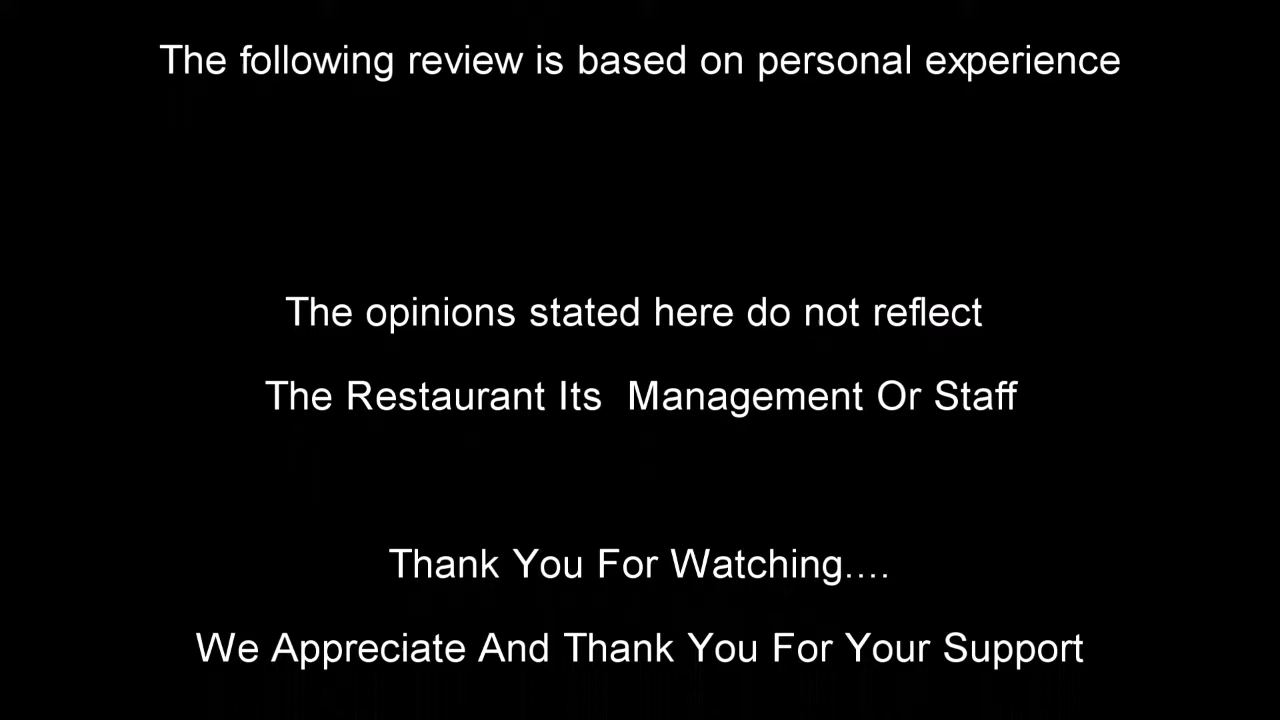 The following review is based on personal experience
The opinions stated here do not reflect
The Restaurant Its  Management Or Staff
Thank You For Watching....
We Appreciate And Thank You For Your Support